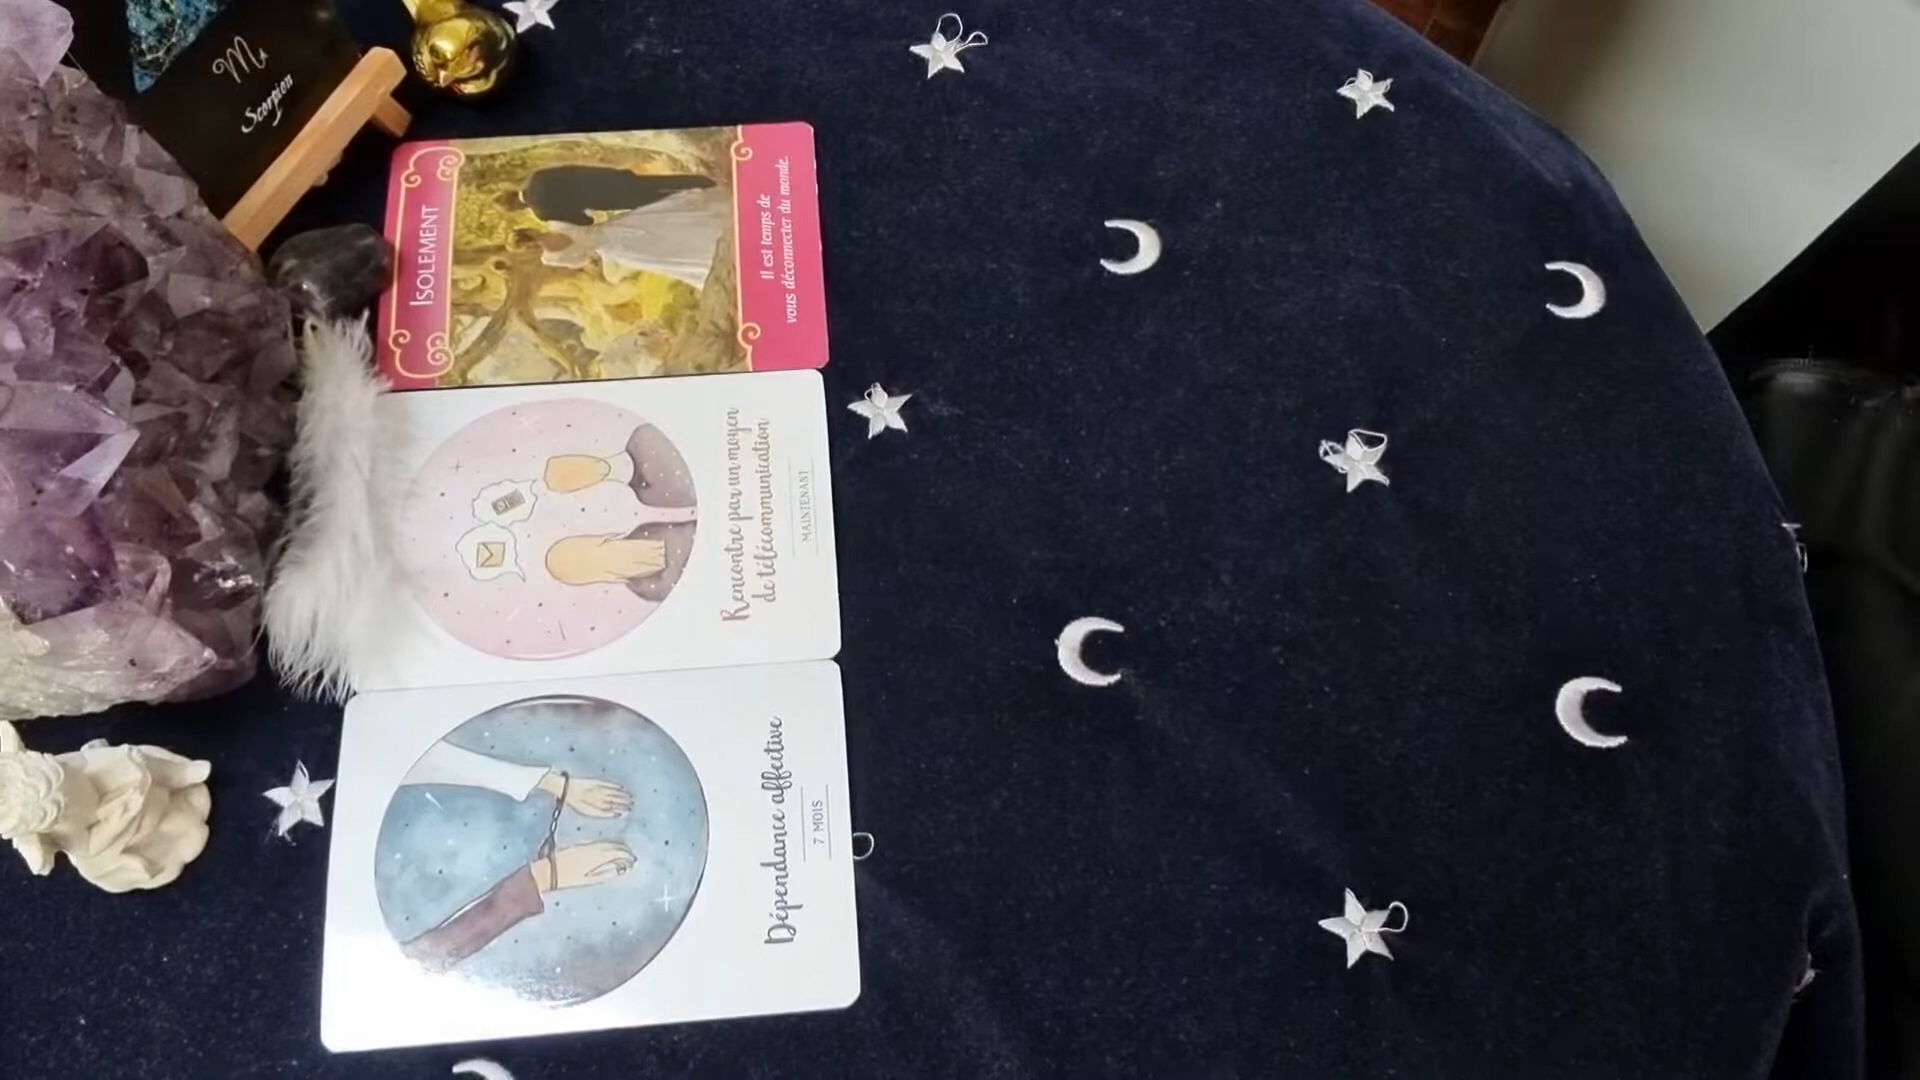 Scorpion
ISOLEMENT
Il est temps de
vous déconnecter du monde.
Rencontre par un moyen
de télécommunication
MAINTENANT
Dépendance affective
7 MOIS